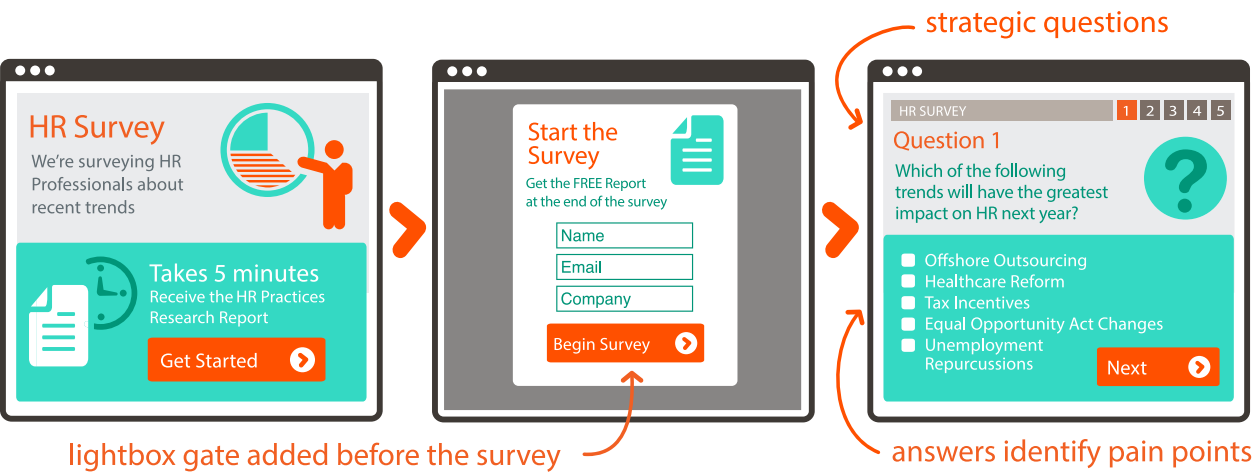 HR Survey
We're surveying HR
Professionals about
recent trends
Takes 5 minutes
Receive the HR Practices
Research Report
Get Started
Start the
Survey
Get the FREE Report
at the end of the survey
Name
Email
Company
Begin Survey
lightbox gate added before the survey
strategic questions
HR SURVEY 1 2 3 4 5
Question 1
Which of the following
trends will have the greatest
impact on HR next year?
?
Offshore Outsourcing
Healthcare Reform
Tax Incentives
Equal Opportunity Act Changes
Unemployment
Repurcussions
Next
answers identify pain points